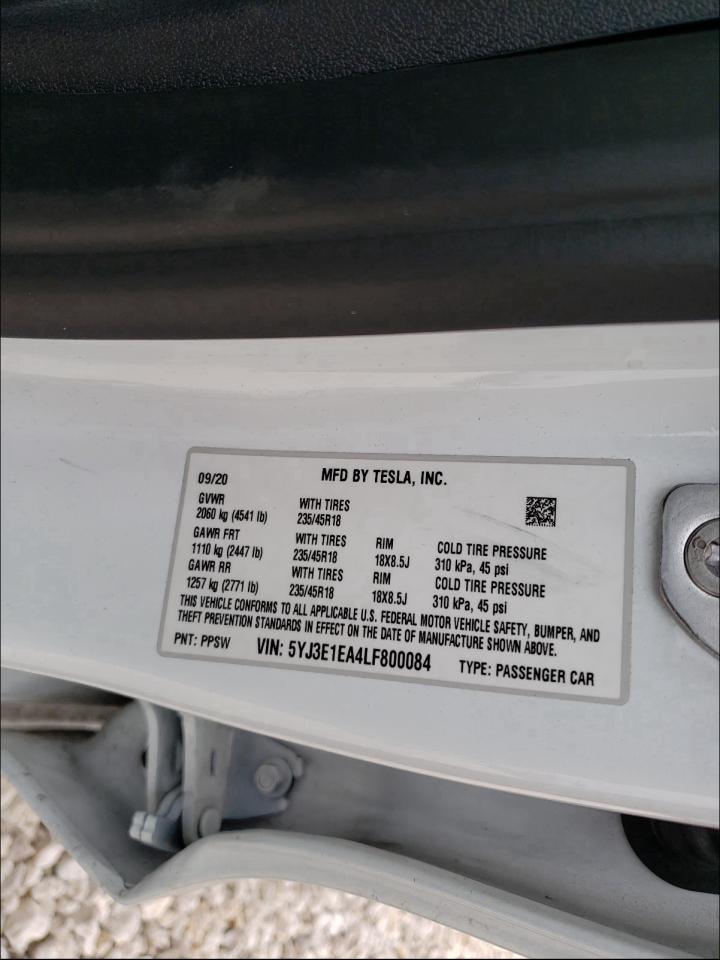 09/20 MFD BY TESLA, INC.
GVWR WITH TIRES
2060 kg (4541 lb) 235/45R18
GAWR FRT WITH TIRES RIM COLD TIRE PRESSURE
1110 kg (2447 lb) 235/45R18 18X8.5J 310 kPa, 45 psi
GAWR RR WITH TIRES RIM COLD TIRE PRESSURE
1257 kg (2771 lb) 235/45R18 18X8.5J 310 kPa, 45 psi
THIS VEHICLE CONFORMS TO ALL APPLICABLE U.S. FEDERAL MOTOR VEHICLE SAFETY, BUMPER, AND
THEFT PREVENTION STANDARDS IN EFFECT ON THE DATE OF MANUFACTURE SHOWN ABOVE.
PNT: PPSW VIN: 5YJ3E1EA4LF800084 TYPE: PASSENGER CAR